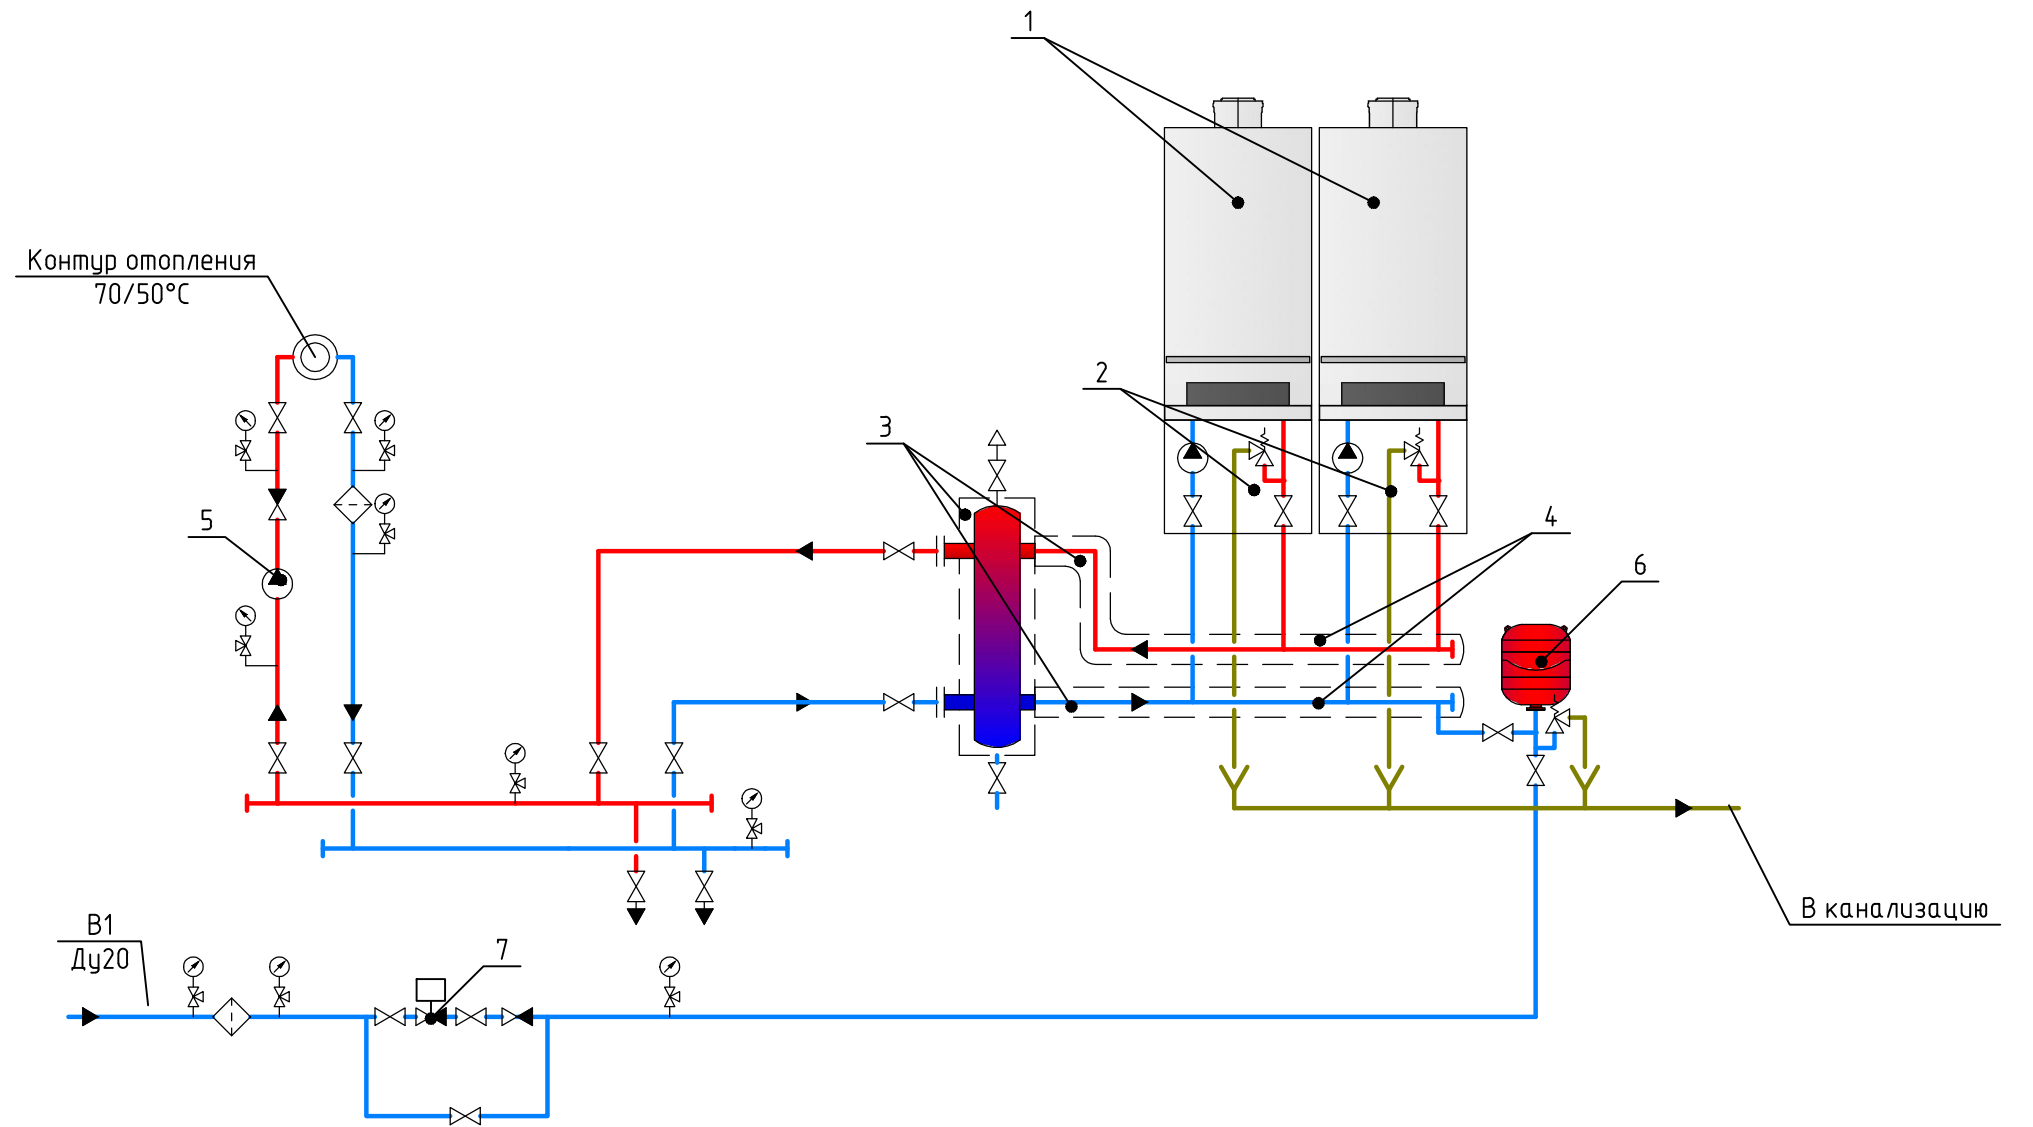 1
Контур отопления
70/50°С
2
3
4
5
6
В1
Ду20
7
В канализацию